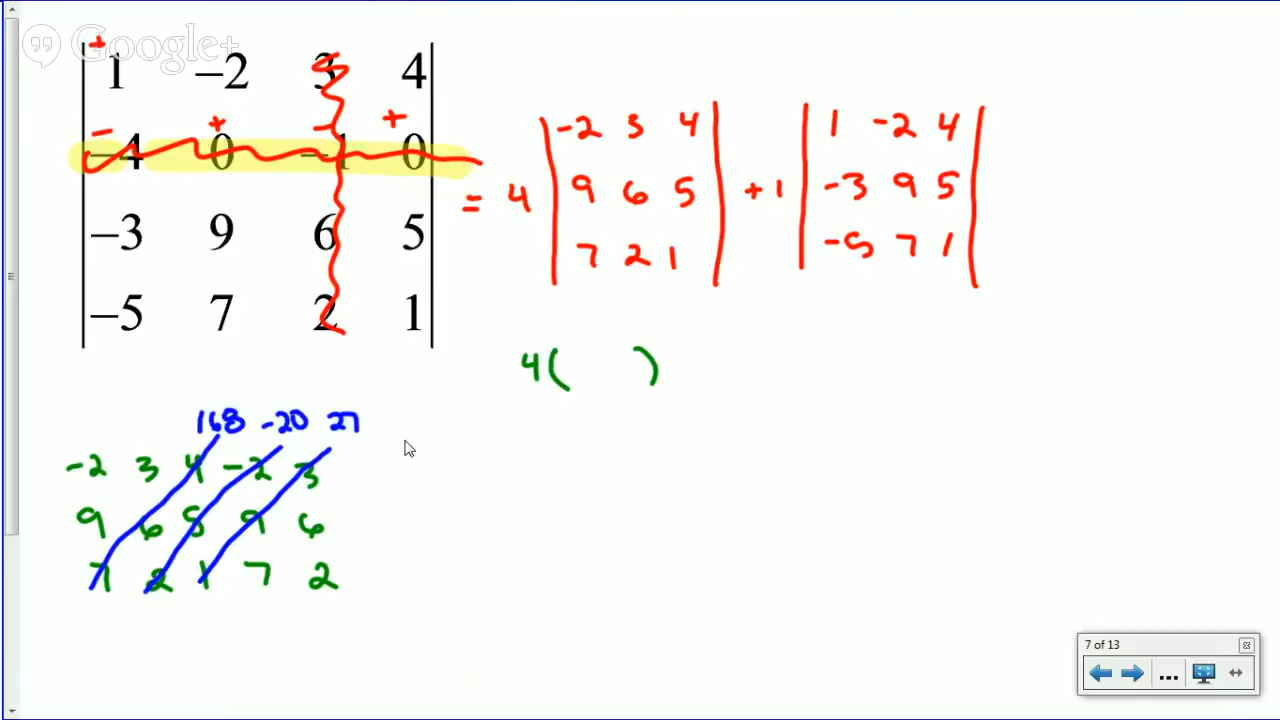 Google+
+
1 −2 3 4
− + − +
−4 0 −1 0
−3 9 6 5
−5 7 2 1
= 4 | -2 3 4 | + 1 | 1 -2 4 |
| 9 6 5 | | -3 9 5 |
| 7 2 1 | | -5 7 1 |
4( )
168 -20 27
-2 3 4 -2 3
9 6 5 9 6
7 2 1 7 2
7 of 13
...